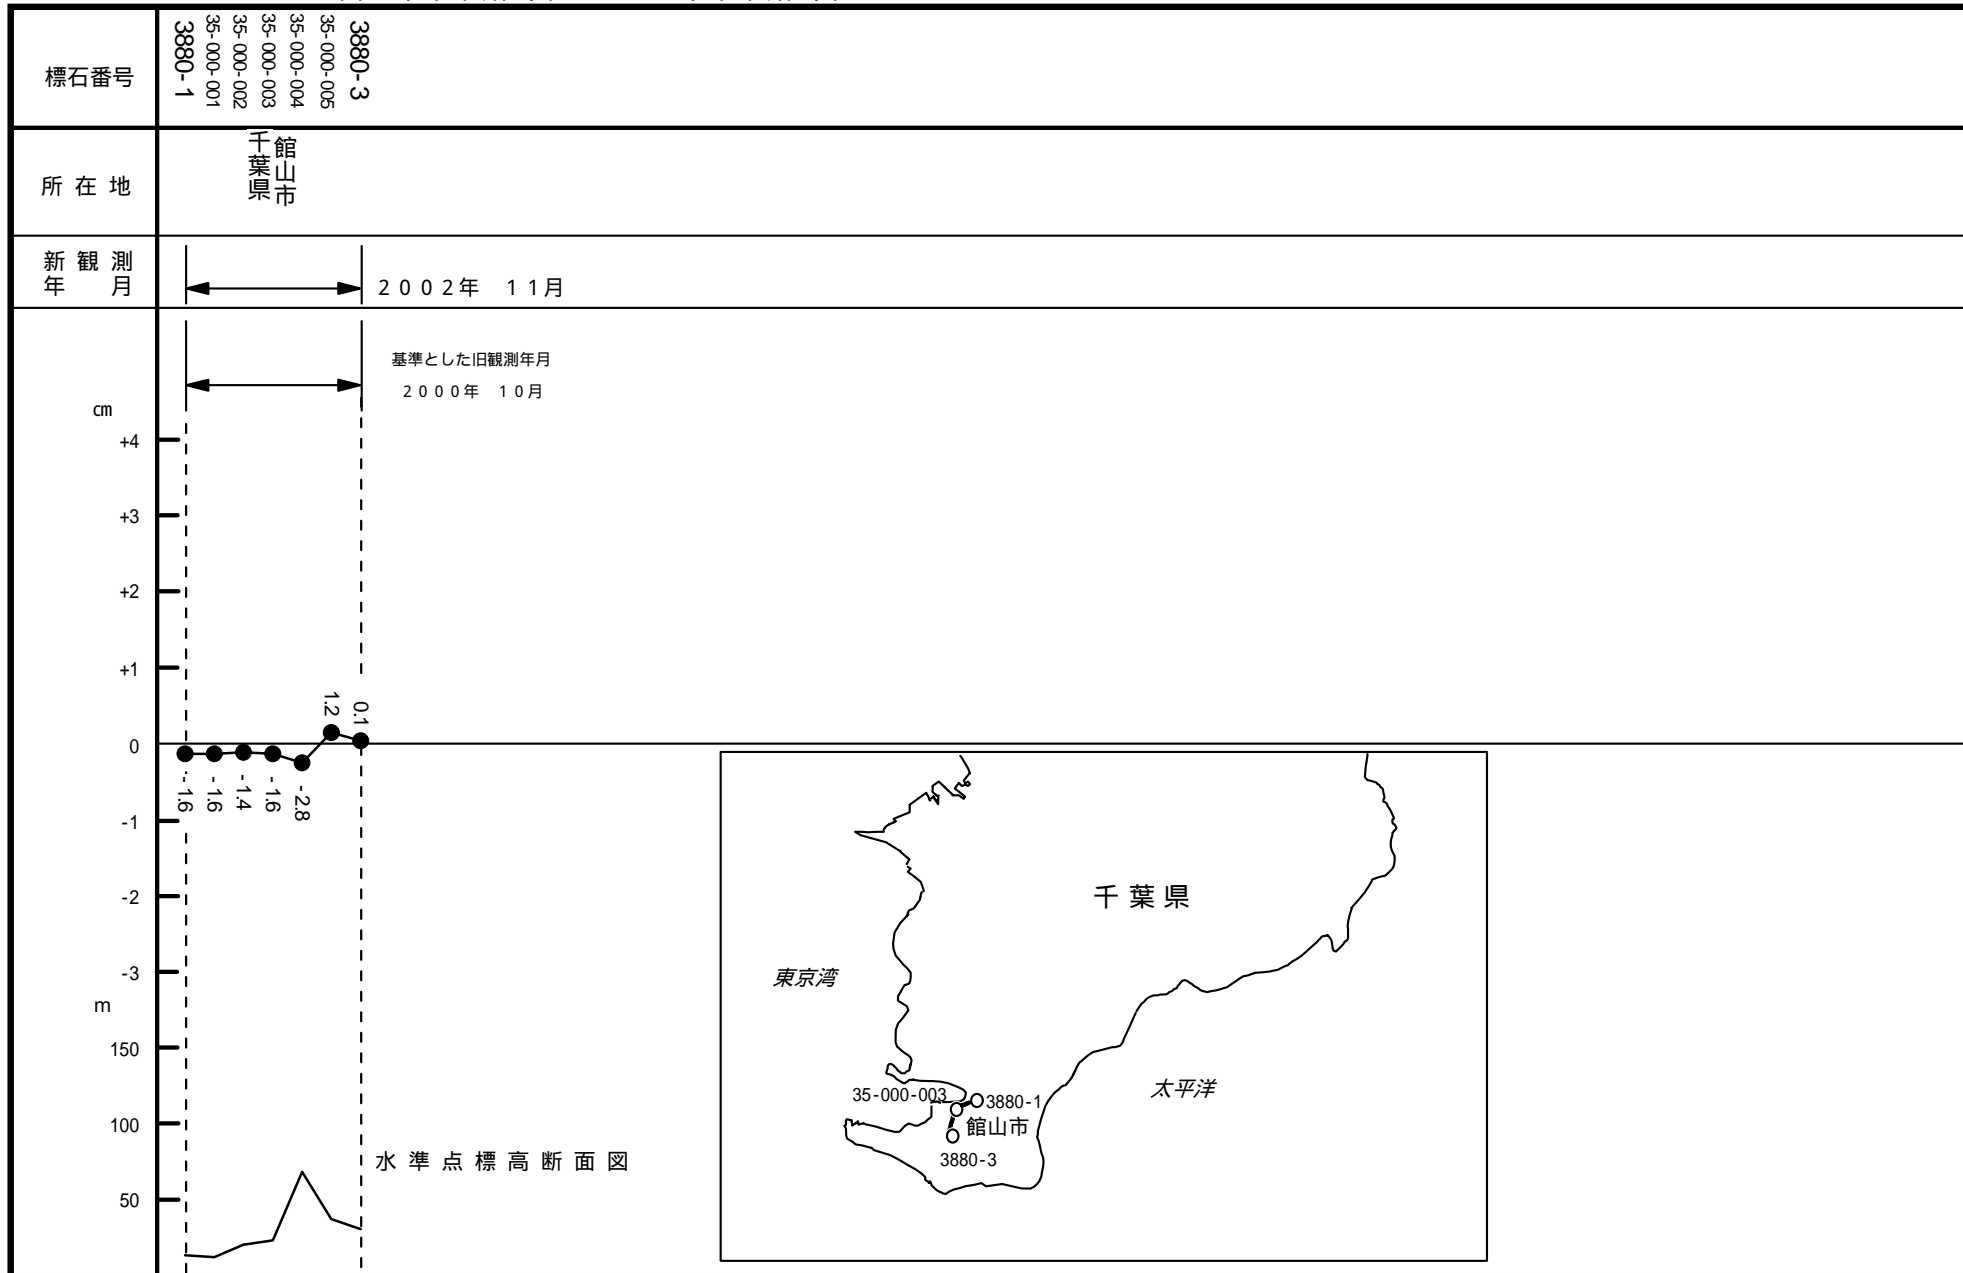 標石番号
3880-1
35-000-001
35-000-002
35-000-003
35-000-004
35-000-005
3880-3
所 在 地
千葉県
館山市
新 観 測
年 月
2002年 11月
基準とした旧観測年月
2000年 10月
cm
+4
+3
+2
+1
0
-1
-2
-3
-1.6
-1.6
-1.4
-1.6
-2.8
1.2
0.1
m
150
100
50
水準点標高断面図
千葉県
東京湾
太平洋
35-000-003
3880-1
館山市
3880-3